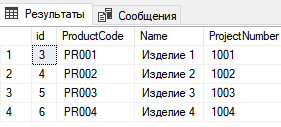 Результаты Сообщения
id ProductCode Name ProjectNumber
1 3 PR001 Изделие 1 1001
2 4 PR002 Изделие 2 1002
3 5 PR003 Изделие 3 1003
4 6 PR004 Изделие 4 1004